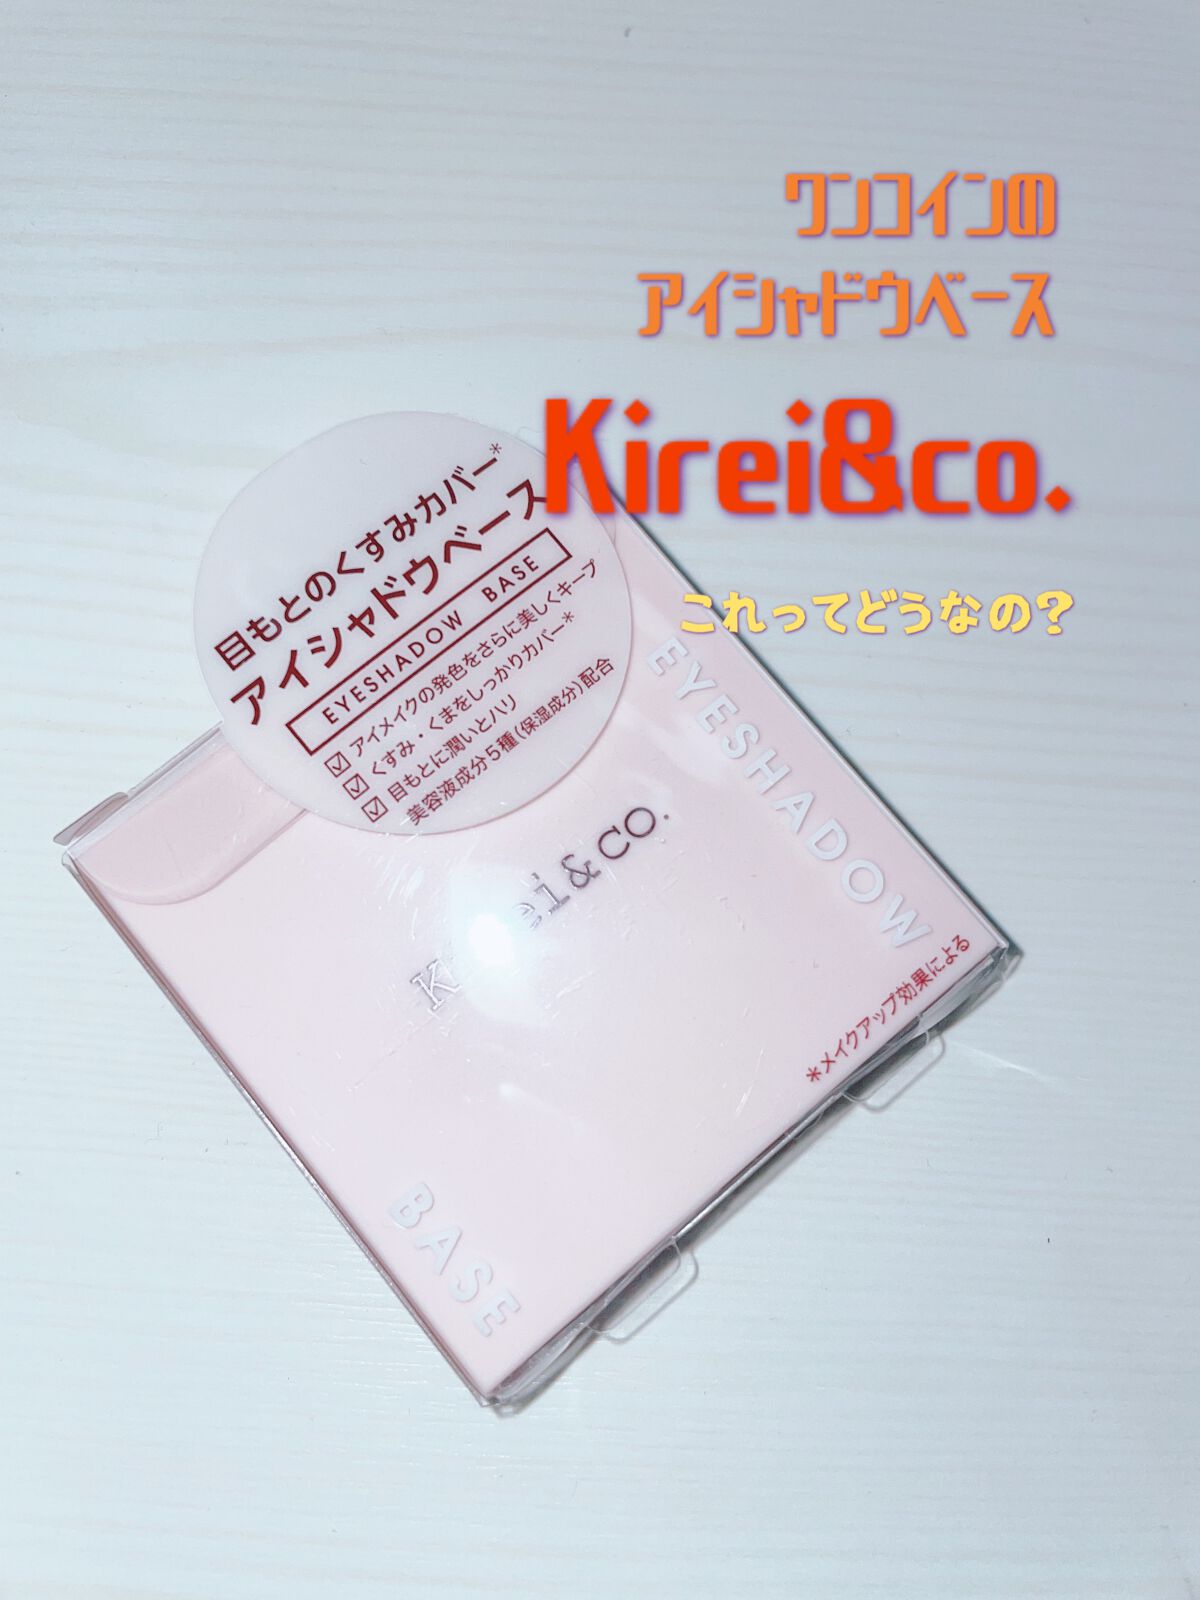 ワンコインの
アイシャドウベース
Kirei&co.
これってどうなの?
目もとのくすみカバー*
アイシャドウベース
EYESHADOW BASE
☑ アイメイクの発色をさらに美しくキープ
☑ くすみ・くまをしっかりカバー*
☑ 目もとに潤いとハリ
美容液成分5種(保湿成分)配合
Kirei&co.
EYESHADOW
*メイクアップ効果による
BASE